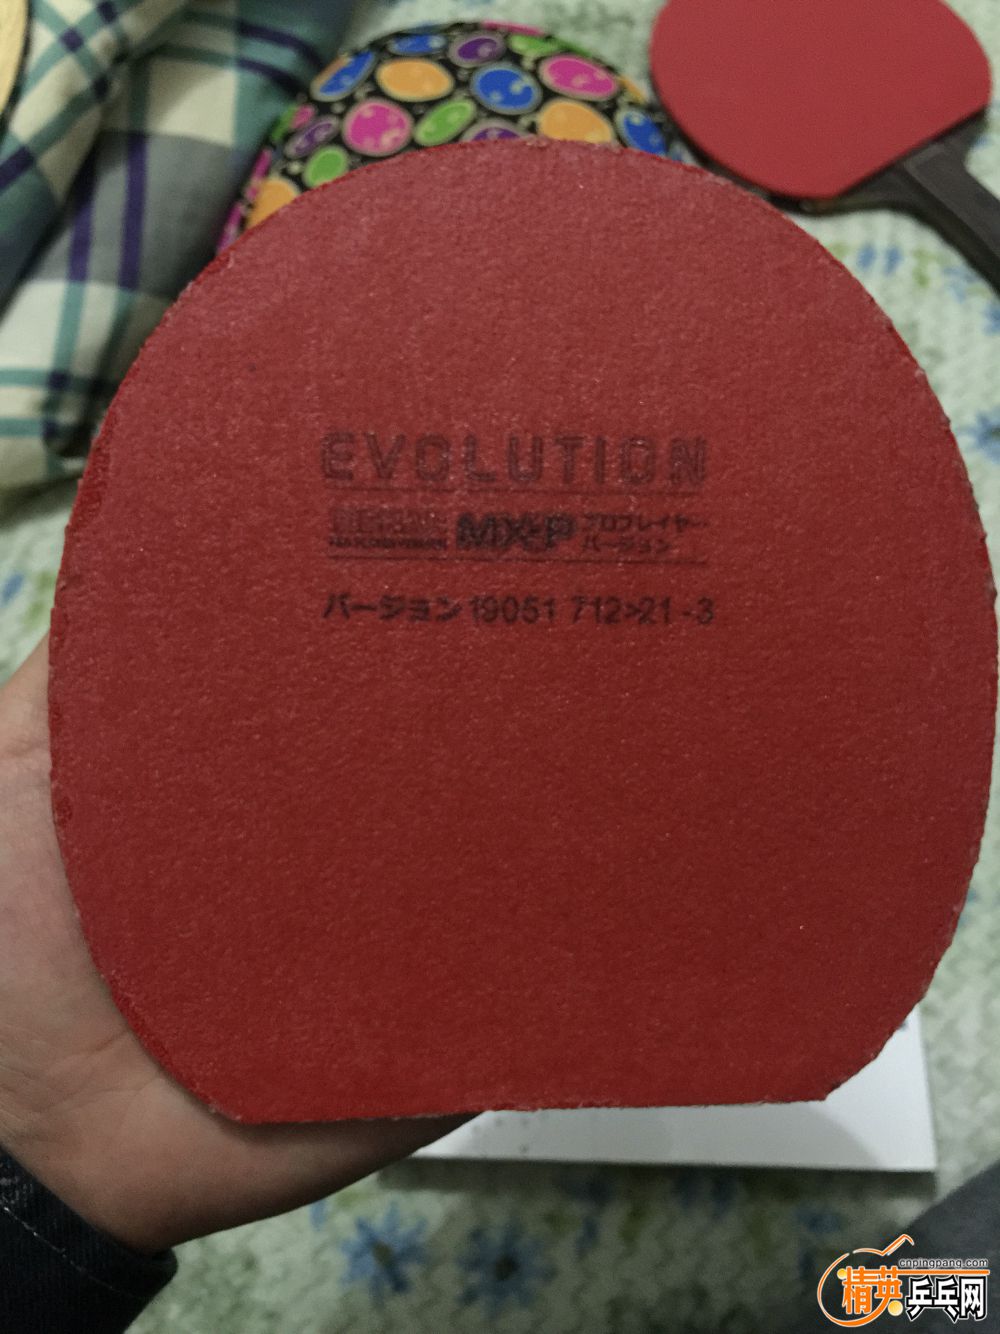 EVOLUTION
MX-P プロプレイヤー
バージョン
バージョン 19051 712>21-3
cnpingpang.com
精英乒乓网